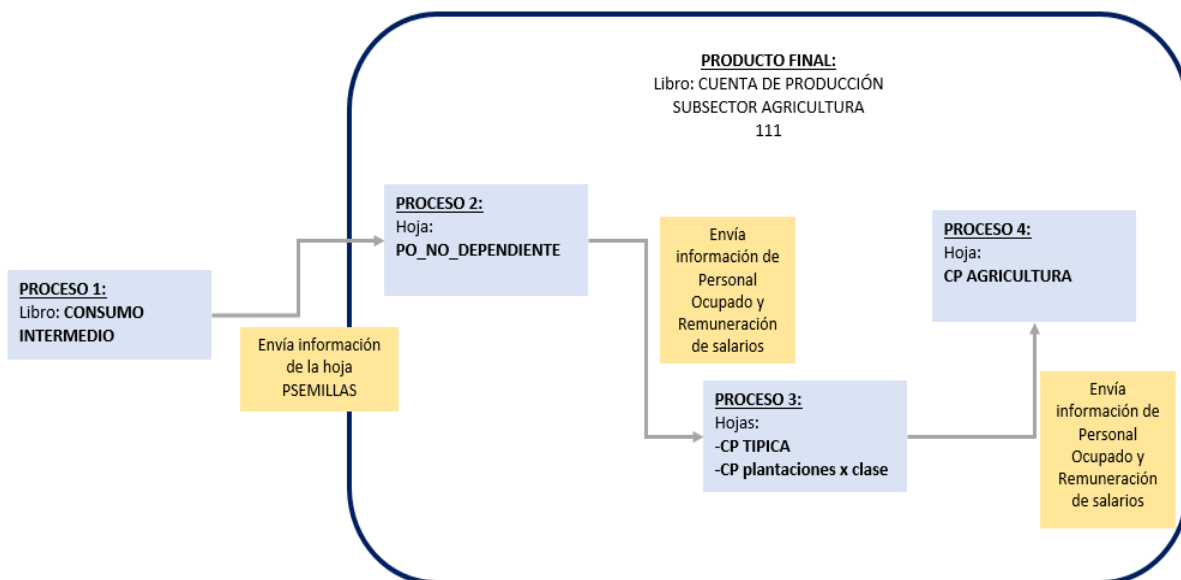 PRODUCTO FINAL:
Libro: CUENTA DE PRODUCCIÓN
SUBSECTOR AGRICULTURA
111
PROCESO 1:
Libro: CONSUMO
INTERMEDIO
Envía información
de la hoja
PSEMILLAS
PROCESO 2:
Hoja:
PO_NO_DEPENDIENTE
Envía
información de
Personal
Ocupado y
Remuneración
de salarios
PROCESO 3:
Hojas:
-CP TIPICA
-CP plantaciones x clase
PROCESO 4:
Hoja:
CP AGRICULTURA
Envía
información de
Personal
Ocupado y
Remuneración
de salarios